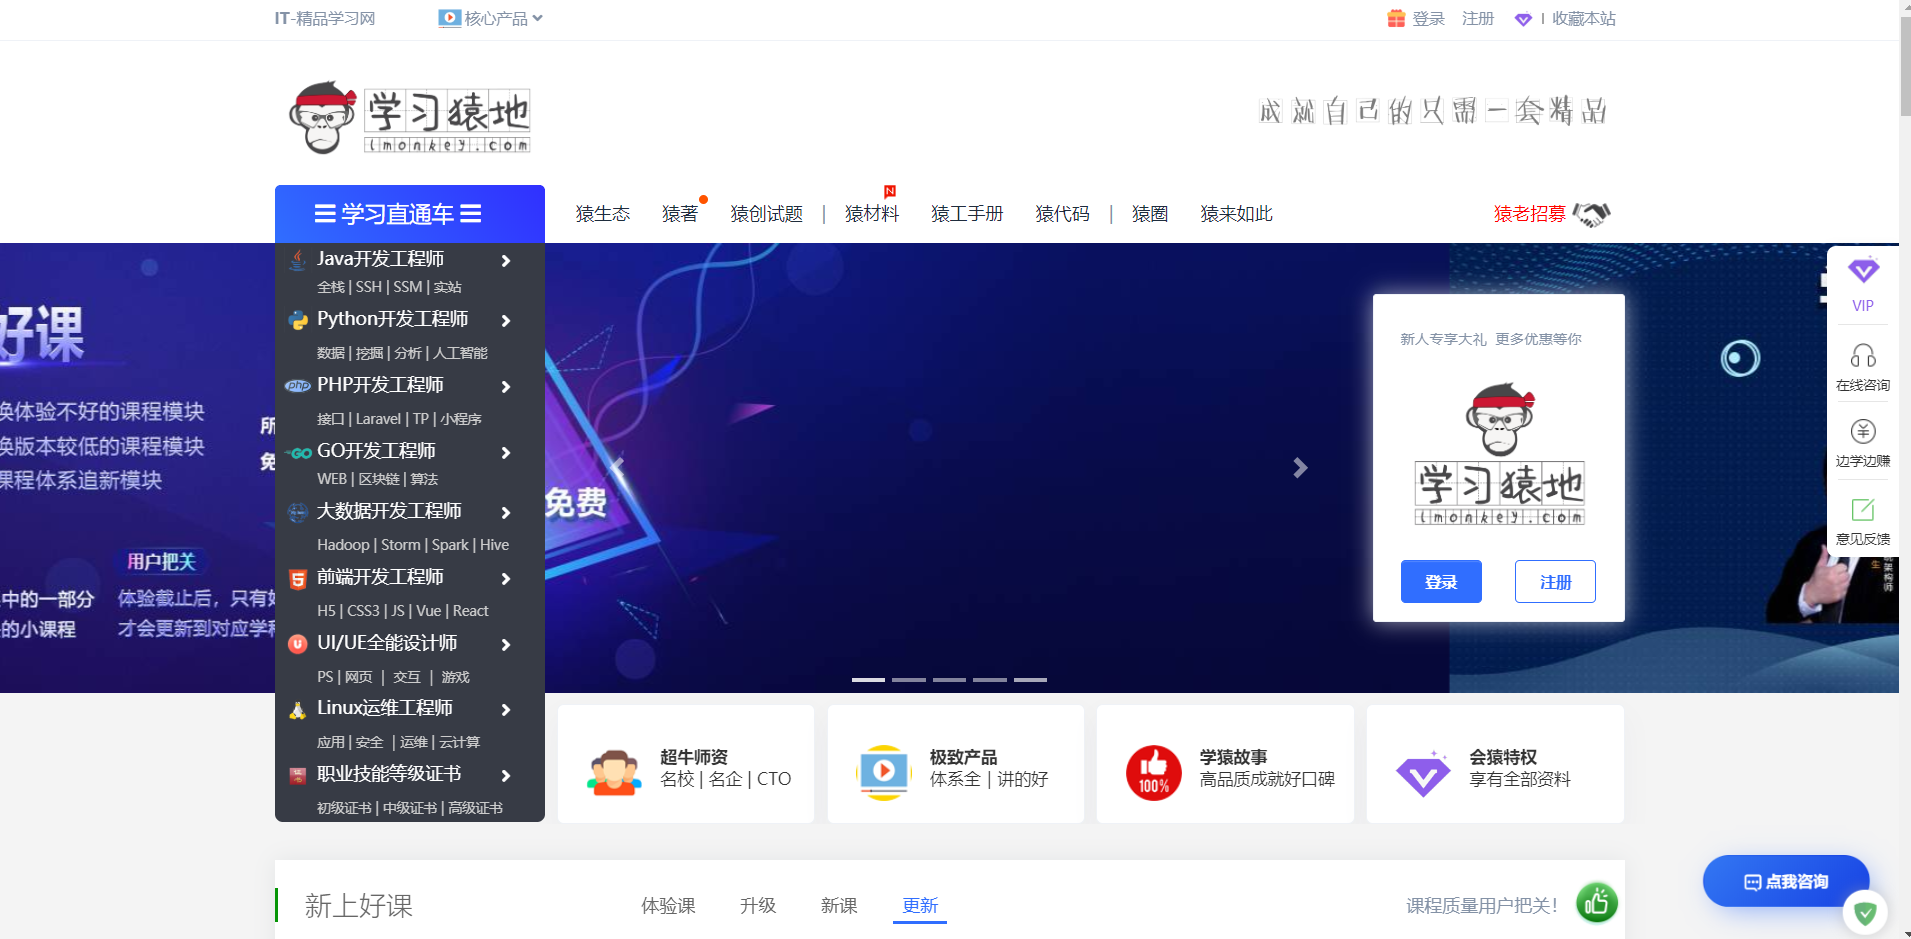 IT-精品学习网
核心产品
登录 注册 | 收藏本站
学习猿地
lmonkey.com
成就自己的只需一套精品
学习直通车
猿生态 猿著 猿创试题 | 猿材料 猿工手册 猿代码 | 猿圈 猿来如此
N
猿老招募
Java开发工程师
全栈 | SSH | SSM | 实站
Python开发工程师
数据 | 挖掘 | 分析 | 人工智能
php
PHP开发工程师
接口 | Laravel | TP | 小程序
GO
GO开发工程师
WEB | 区块链 | 算法
大数据开发工程师
Hadoop | Storm | Spark | Hive
前端开发工程师
H5 | CSS3 | JS | Vue | React
UI/UE全能设计师
PS | 网页 | 交互 | 游戏
Linux运维工程师
应用 | 安全 | 运维 | 云计算
职业技能等级证书
初级证书 | 中级证书 | 高级证书
好课
换体验不好的课程模块
换版本较低的课程模块
课程体系追新模块
所
免
用户把关
中的一部分
的小课程
体验截止后，只有好
才会更新到对应学科
免费
新人专享大礼 更多优惠等你
学习猿地
lmonkey.com
登录
注册
VIP
在线咨询
边学边赚
意见反馈
超牛师资
名校 | 名企 | CTO
极致产品
体系全 | 讲的好
100%
学猿故事
高品质成就好口碑
会猿特权
享有全部资料
新上好课
体验课 升级 新课 更新
课程质量用户把关！
点我咨询